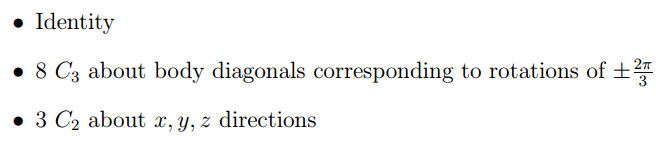 • Identity
• 8 C₃ about body diagonals corresponding to rotations of ±2π/3
• 3 C₂ about x, y, z directions